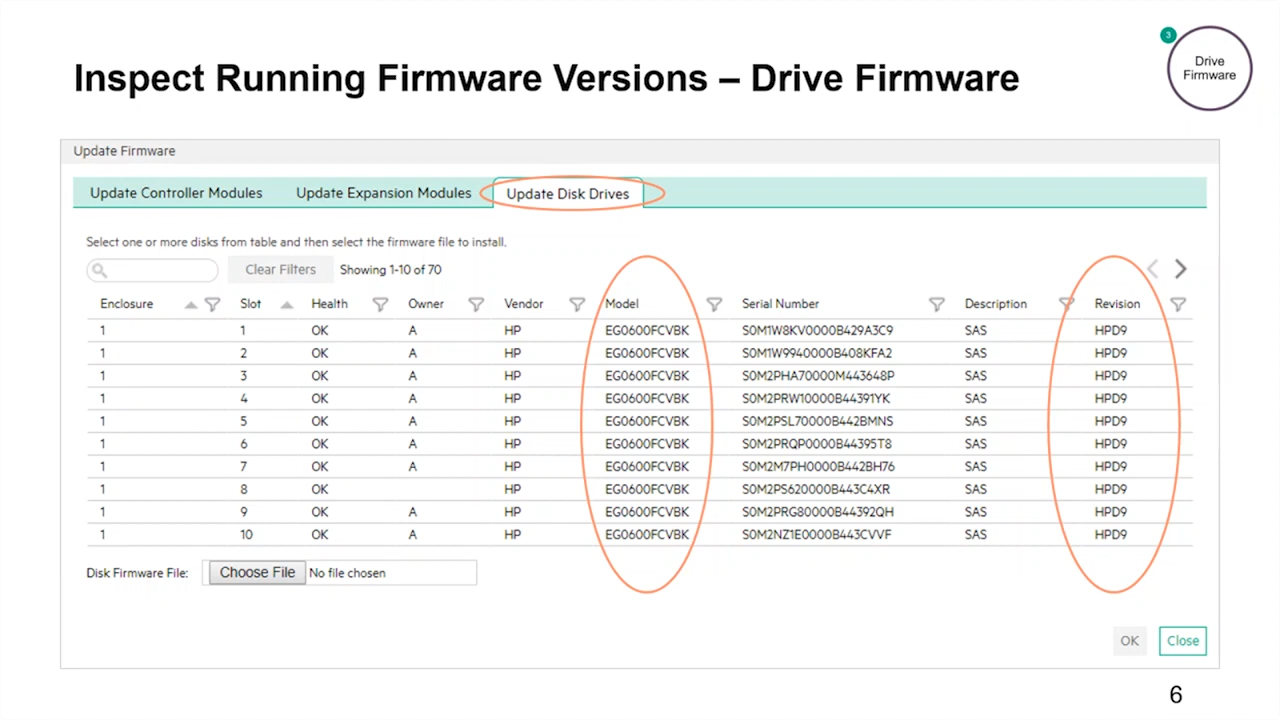 3
Drive
Firmware
Inspect Running Firmware Versions – Drive Firmware
Update Firmware
Update Controller Modules Update Expansion Modules Update Disk Drives
Select one or more disks from table and then select the firmware file to install.
Clear Filters Showing 1-10 of 70
Enclosure Slot Health Owner Vendor Model Serial Number Description Revision
1 1 OK A HP EG0600FCVBK S0M1W8KV0000B429A3C9 SAS HPD9
1 2 OK A HP EG0600FCVBK S0M1W9940000B408KFA2 SAS HPD9
1 3 OK A HP EG0600FCVBK S0M2PHA70000M443648P SAS HPD9
1 4 OK A HP EG0600FCVBK S0M2PRW10000B44391YK SAS HPD9
1 5 OK A HP EG0600FCVBK S0M2PSL70000B442BMNS SAS HPD9
1 6 OK A HP EG0600FCVBK S0M2PRQP0000B44395T8 SAS HPD9
1 7 OK A HP EG0600FCVBK S0M2M7PH0000B442BH76 SAS HPD9
1 8 OK HP EG0600FCVBK S0M2PS620000B443C4XR SAS HPD9
1 9 OK A HP EG0600FCVBK S0M2PRG80000B44392QH SAS HPD9
1 10 OK A HP EG0600FCVBK S0M2NZ1E0000B443CVVF SAS HPD9
Disk Firmware File: Choose File No file chosen
OK Close
6